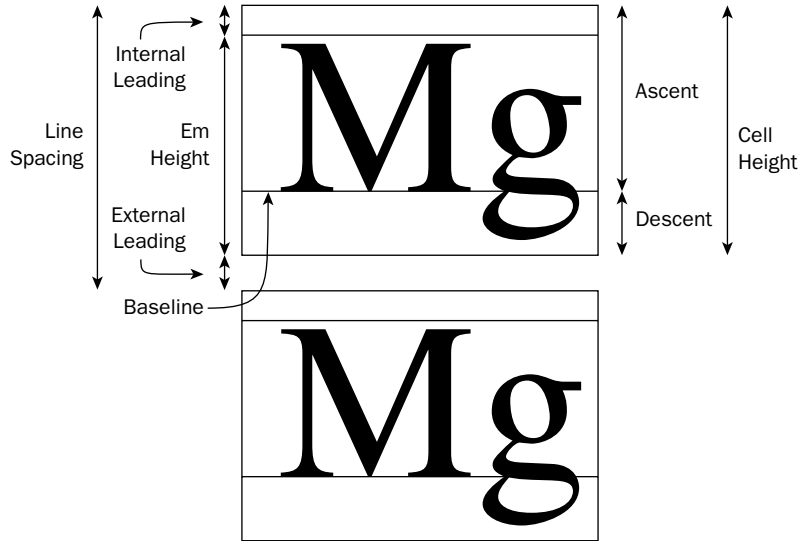 Internal
Leading
Line
Spacing
Em
Height
External
Leading
Baseline
Mg
Ascent
Descent
Cell
Height
Mg